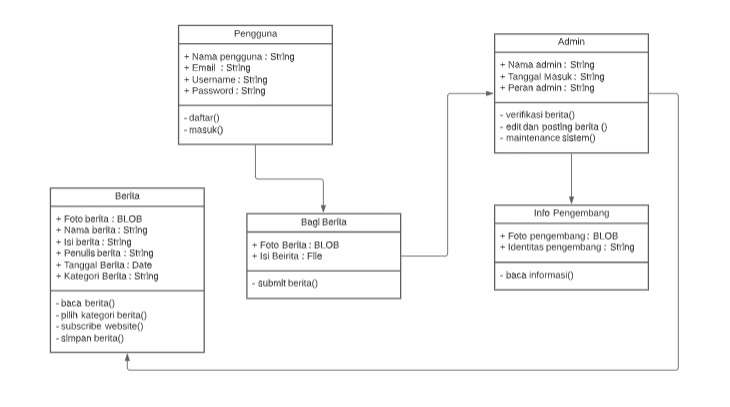 Pengguna
+ Nama pengguna : String
+ Email : String
+ Username : String
+ Password : String
- daftar()
- masuk()
Admin
+ Nama admin : String
+ Tanggal Masuk : String
+ Peran admin : String
- verifikasi berita()
- edit dan posting berita ()
- maintenance sistem()
Berita
+ Foto berita : BLOB
+ Nama berita : String
+ Isi berita : String
+ Penulis berita : String
+ Tanggal Berita : Date
+ Kategori Berita : String
- baca berita()
- pilih kategori berita()
- subscribe website()
- simpan berita()
Bagi Berita
+ Foto Berita : BLOB
+ Isi Beirita : File
- submit berita()
Info Pengembang
+ Foto pengembang : BLOB
+ Identitas pengembang : String
- baca informasi()